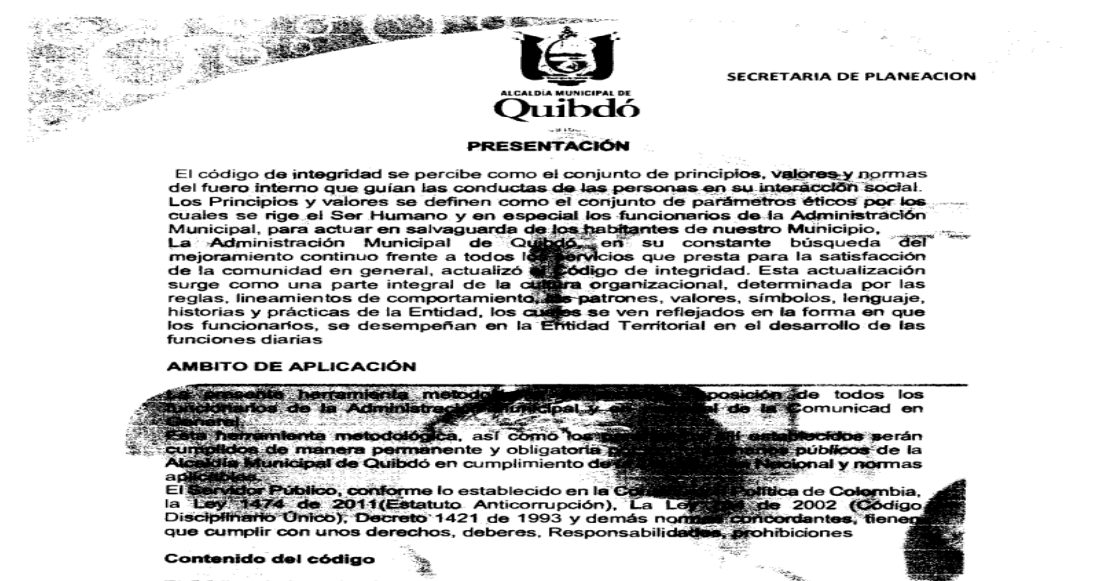 SECRETARIA DE PLANEACION
ALCALDÍA MUNICIPAL DE
Quibdó
PRESENTACIÓN
El código de integridad se percibe como el conjunto de principios, valores y normas
del fuero interno que guían las conductas de las personas en su interacción social.
Los Principios y valores se definen como el conjunto de parámetros éticos por los
cuales se rige el Ser Humano y en especial los funcionarios de la Administración
Municipal, para actuar en salvaguarda de los habitantes de nuestro Municipio,
La Administración Municipal de Quibdó, en su constante búsqueda del
mejoramiento continuo frente a todos los servicios que presta para la satisfacción
de la comunidad en general, actualizó el Código de integridad. Esta actualización
surge como una parte integral de la cultura organizacional, determinada por las
reglas, lineamientos de comportamiento, patrones, valores, símbolos, lenguaje,
historias y prácticas de la Entidad, los cuales se ven reflejados en la forma en que
los funcionarios, se desempeñan en la Entidad Territorial en el desarrollo de las
funciones diarias
AMBITO DE APLICACIÓN
La presente herramienta de todos los
funcionarios de la Administración Municipal y de la Comunicad en
General
Esta herramienta metodológica, así como los establecidos serán
cumplidos de manera permanente y obligatoria públicos de la
Alcaldía Municipal de Quibdó en cumplimiento de Nacional y normas
El Servidor Público, conforme lo establecido en la Política de Colombia,
la Ley 1474 de 2011(Estatuto Anticorrupción), La Ley de 2002 (Código
Disciplinario Único), Decreto 1421 de 1993 y demás normas concordantes, tienen
que cumplir con unos derechos, deberes, Responsabilidades, prohibiciones
Contenido del código